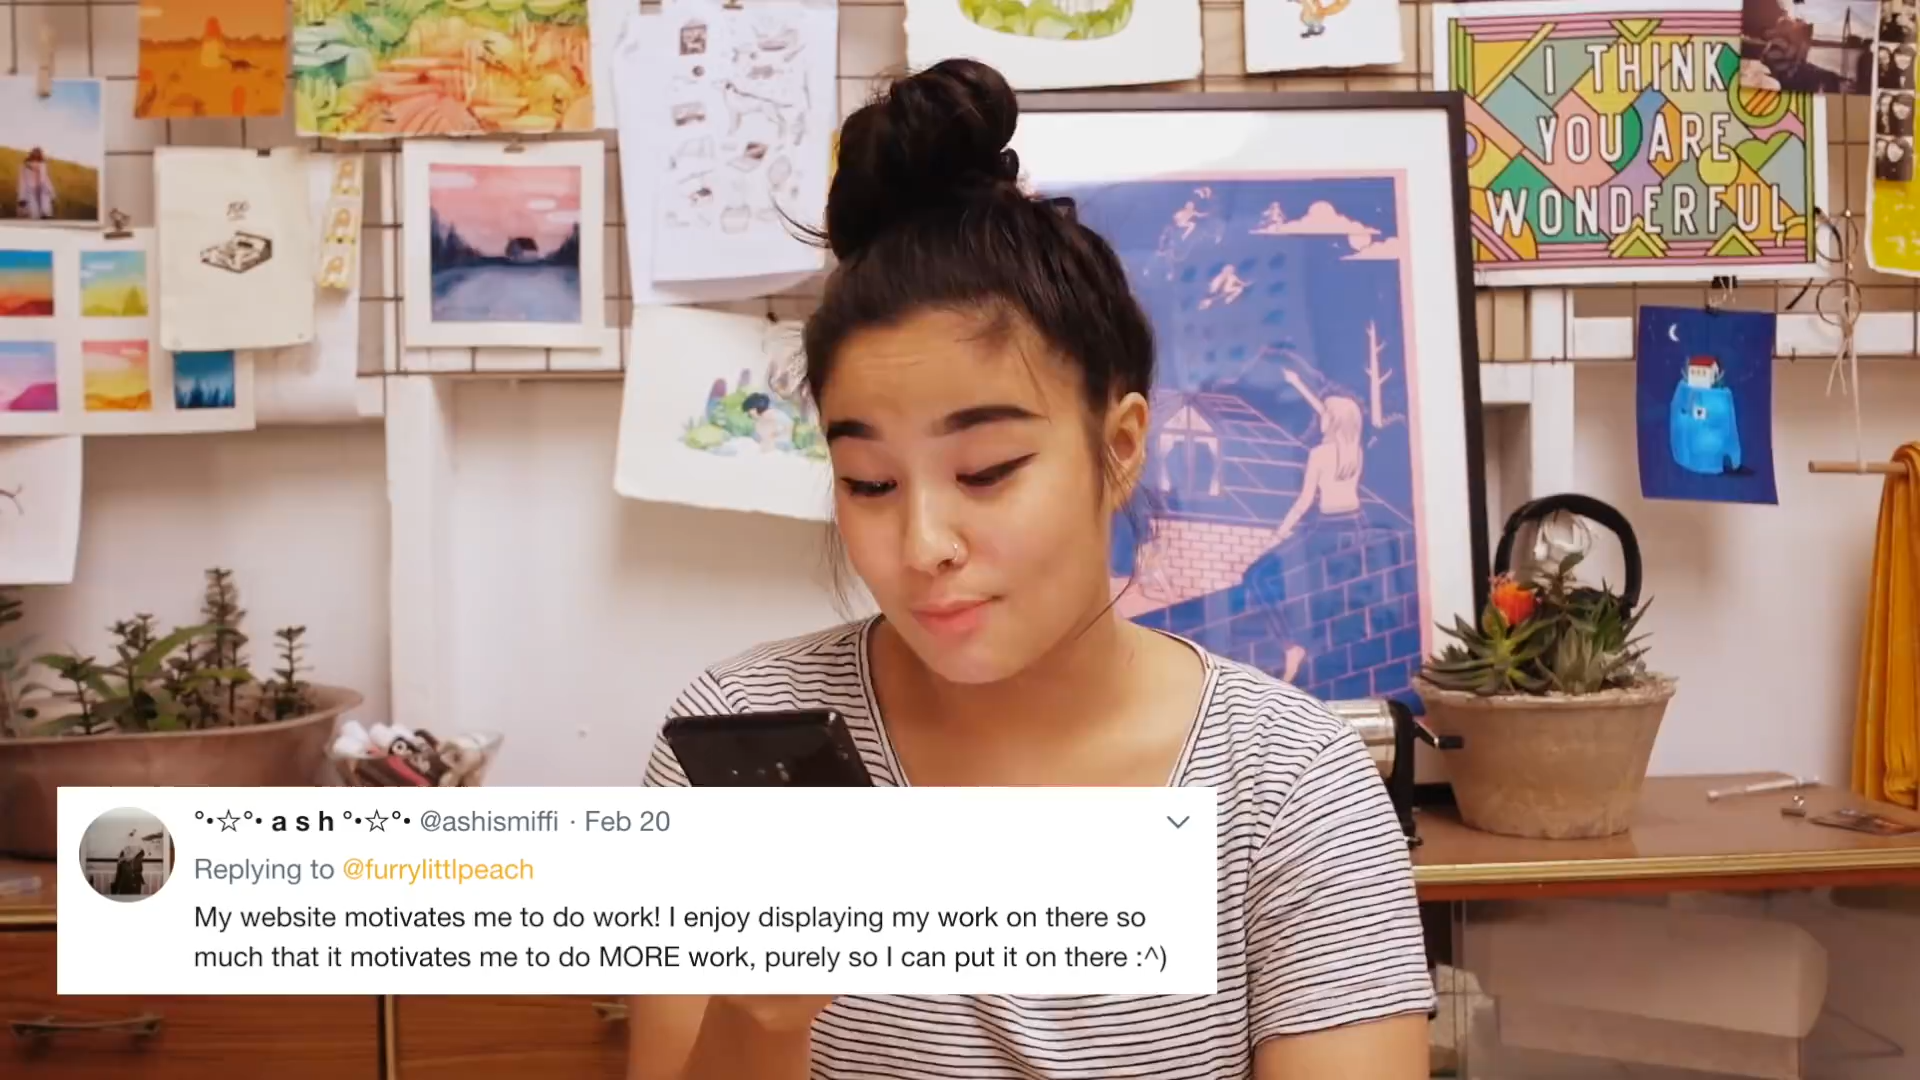 I THINK
YOU ARE
WONDERFUL
°•☆°• a s h °•☆°• @ashismiffi · Feb 20
Replying to @furrylittlpeach
My website motivates me to do work! I enjoy displaying my work on there so
much that it motivates me to do MORE work, purely so I can put it on there :^)